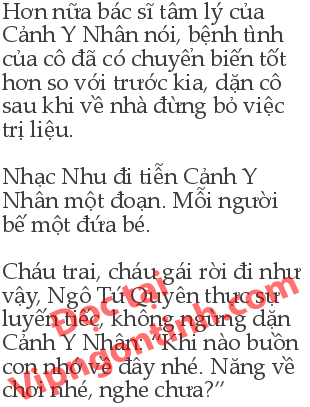 Hơn nữa bác sĩ tâm lý của
Cảnh Y Nhân nói, bệnh tình
của cô đã có chuyển biến tốt
hơn so với trước kia, dặn cô
sau khi về nhà đừng bỏ việc
trị liệu.
Nhạc Nhu đi tiễn Cảnh Y
Nhân một đoạn. Mỗi người
bế một đứa bé.
Cháu trai, cháu gái rời đi như
vậy, Ngô Tú Quyên thực sự
luyến tiếc, không ngừng dặn
Cảnh Y Nhân: “Khi nào buồn
con nhớ về đây nhé. Năng về
chơi nhé, nghe chưa?”
Đọc tại
Vipngontinh.com